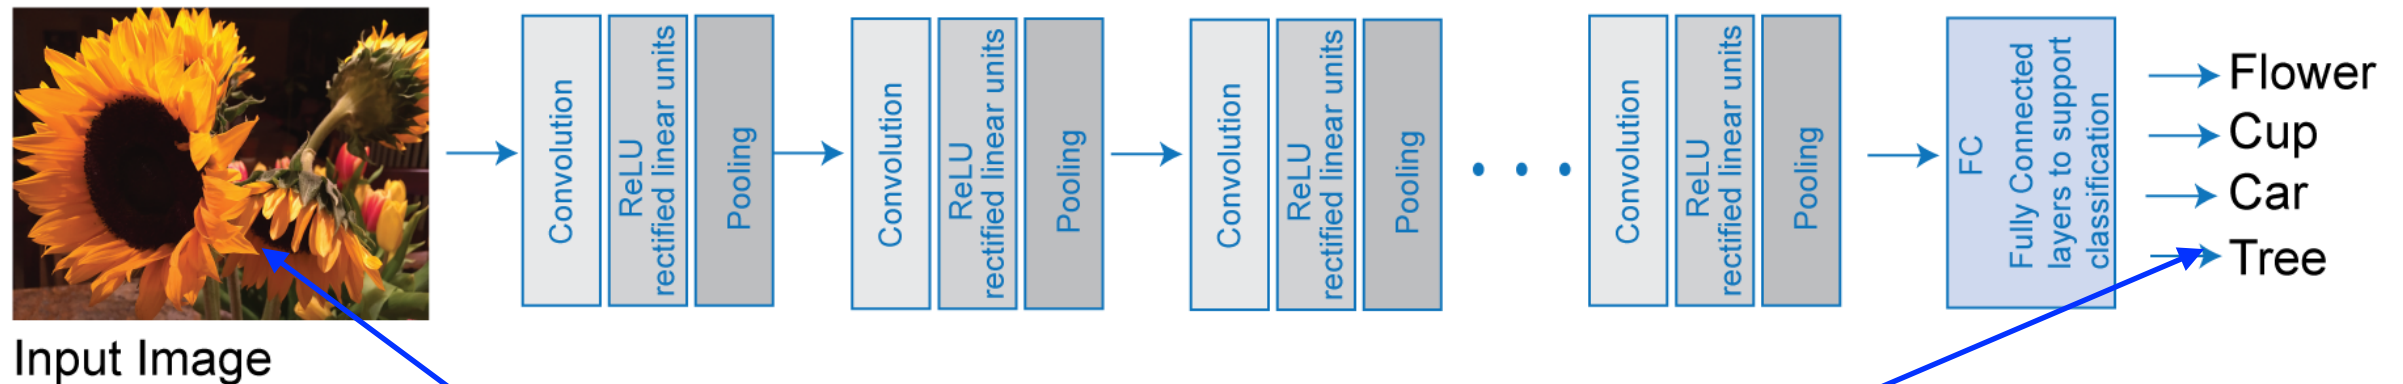 Input Image
Convolution
ReLU
rectified linear units
Pooling
Convolution
ReLU
rectified linear units
Pooling
Convolution
ReLU
rectified linear units
Pooling
Convolution
ReLU
rectified linear units
Pooling
FC
Fully Connected
layers to support
classification
Flower
Cup
Car
Tree